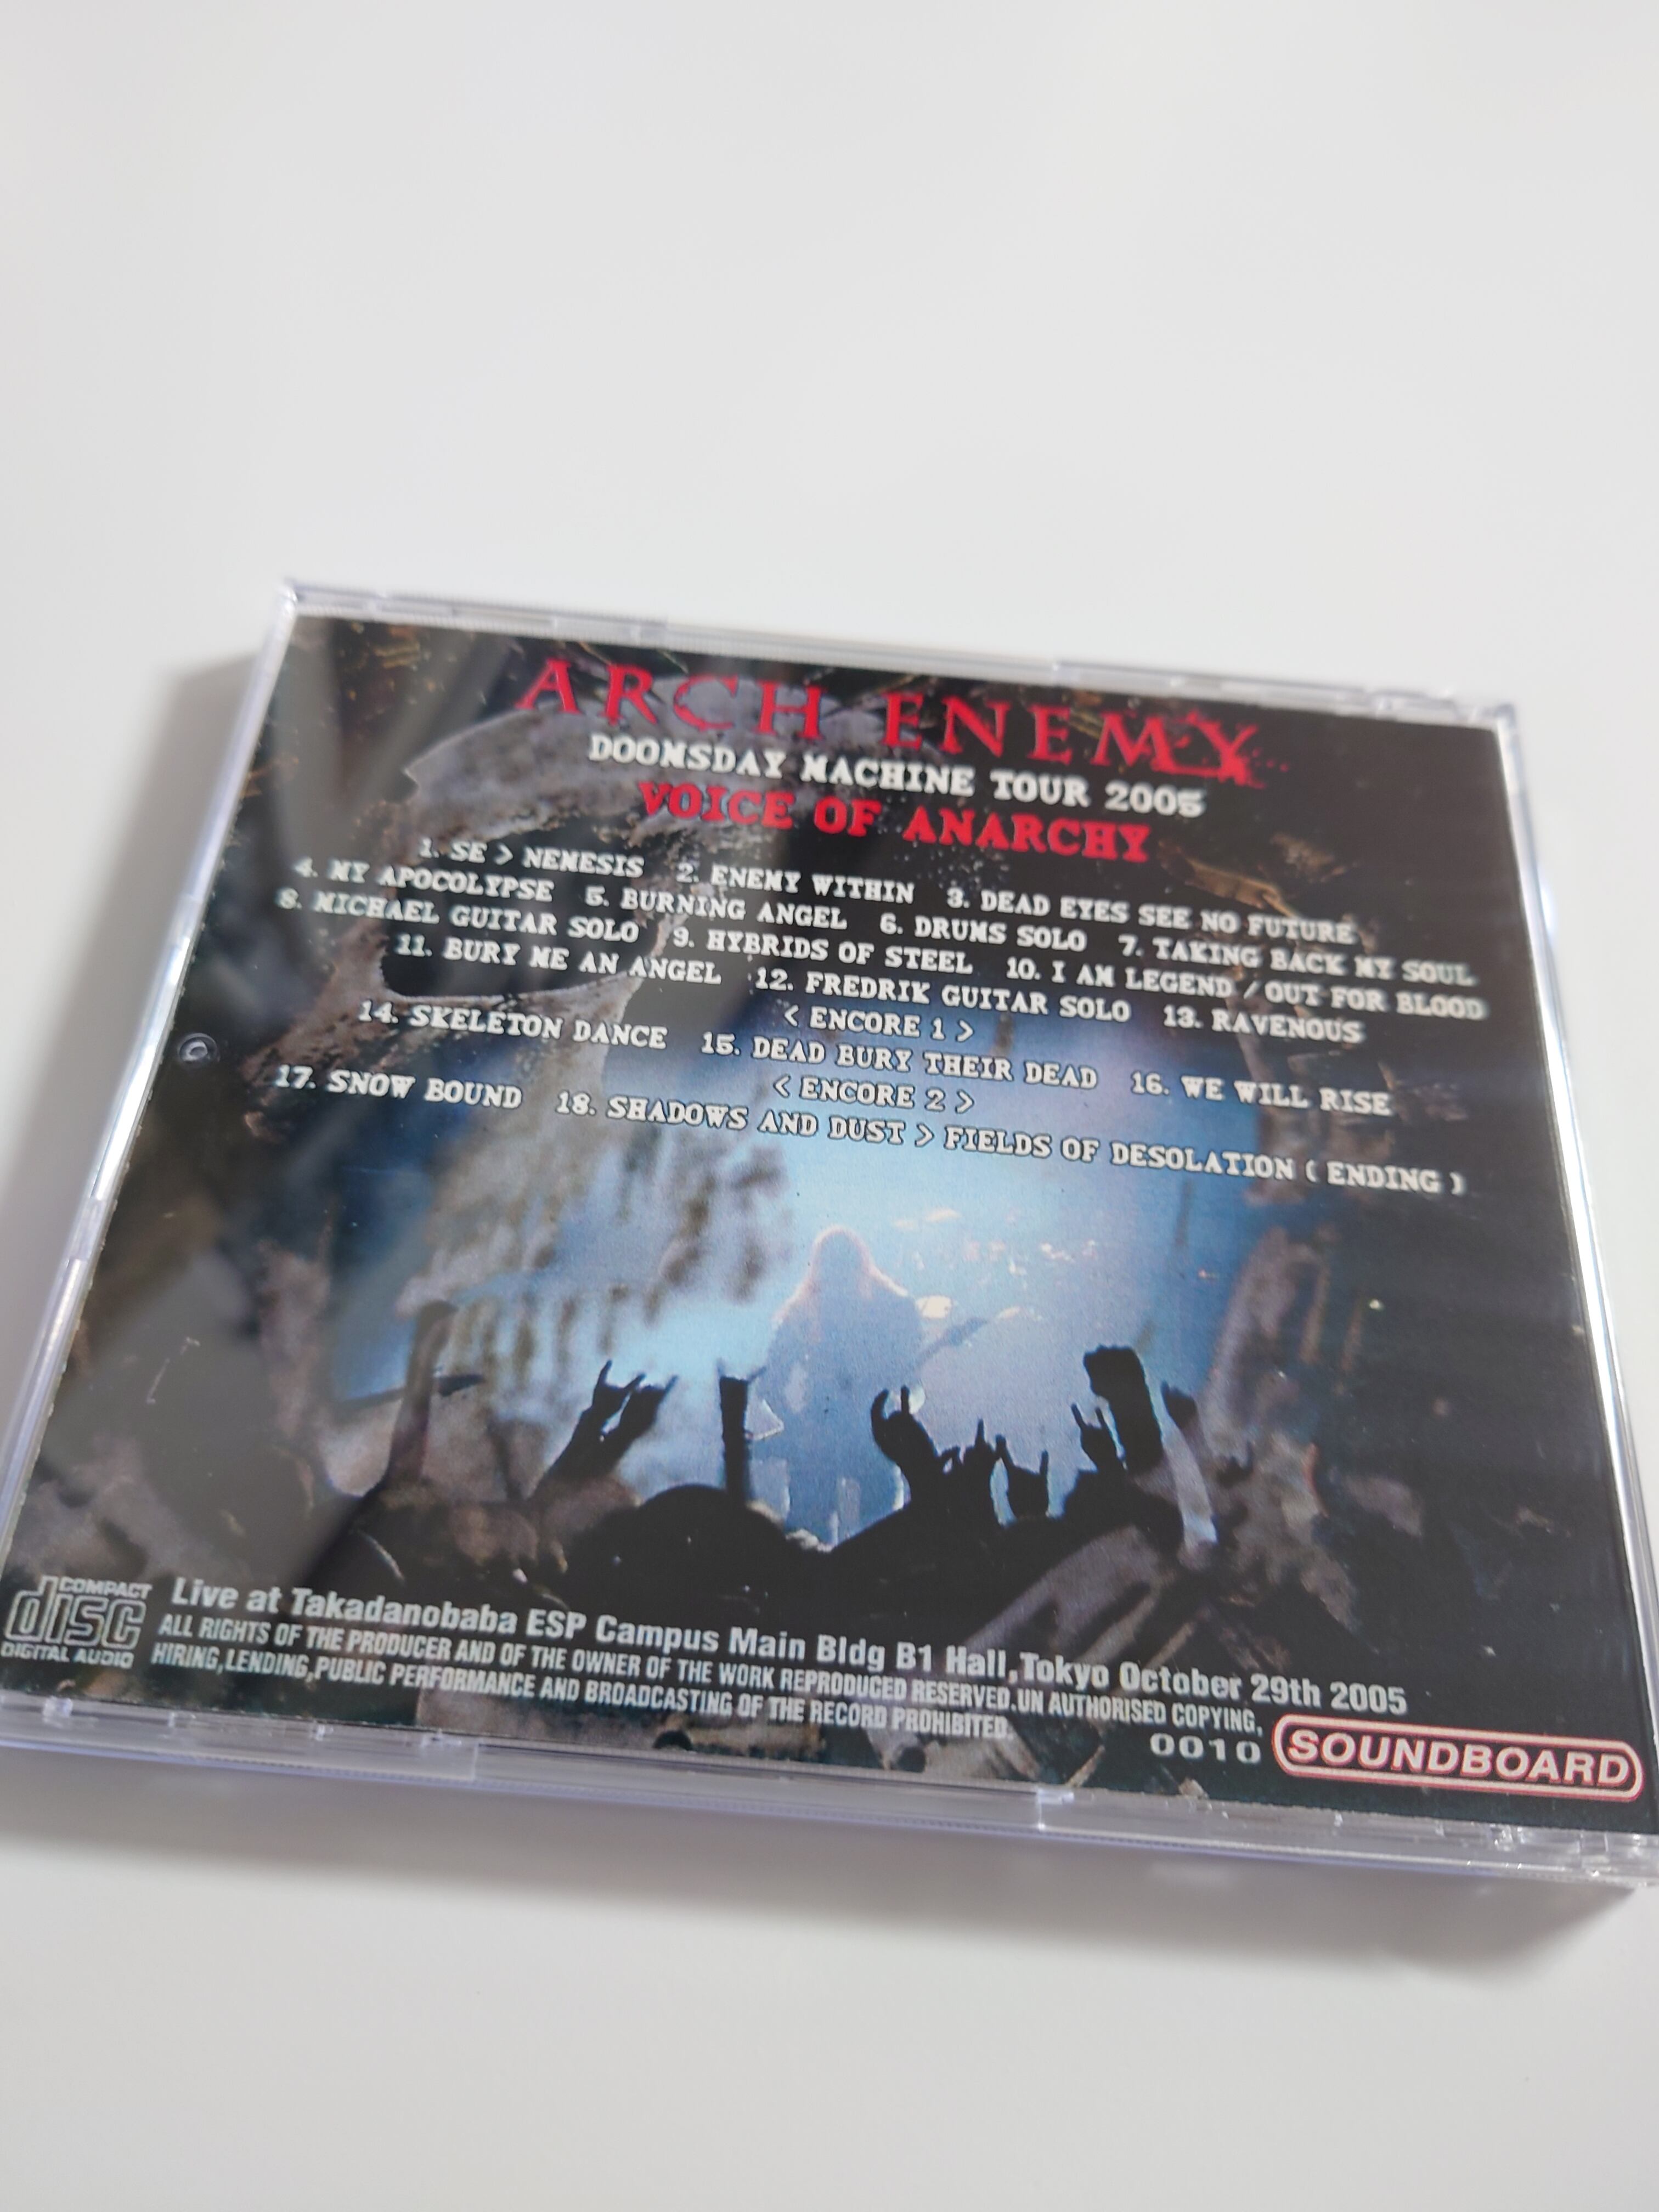 ARCH ENEMY
DOOMSDAY MACHINE TOUR 2005
VOICE OF ANARCHY
1. SE > NEMESIS 2. ENEMY WITHIN 3. DEAD EYES SEE NO FUTURE
4. MY APOCOLYPSE 5. BURNING ANGEL 6. DRUMS SOLO 7. TAKING BACK MY SOUL
8. MICHAEL GUITAR SOLO 9. HYBRIDS OF STEEL 10. I AM LEGEND / OUT FOR BLOOD
11. BURY ME AN ANGEL 12. FREDRIK GUITAR SOLO 13. RAVENOUS
< ENCORE 1 >
14. SKELETON DANCE 15. DEAD BURY THEIR DEAD 16. WE WILL RISE
< ENCORE 2 >
17. SNOW BOUND 18. SHADOWS AND DUST > FIELDS OF DESOLATION ( ENDING )
COMPACT
disc
DIGITAL AUDIO
Live at Takadanobaba ESP Campus Main Bldg B1 Hall,Tokyo October 29th 2005
ALL RIGHTS OF THE PRODUCER AND OF THE OWNER OF THE WORK REPRODUCED RESERVED.UN AUTHORISED COPYING,
HIRING,LENDING,PUBLIC PERFORMANCE AND BROADCASTING OF THE RECORD PROHIBITED.
0010 SOUNDBOARD